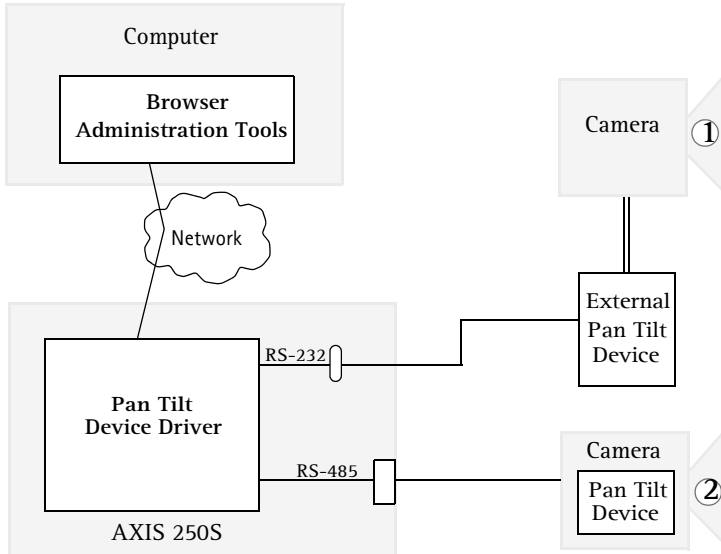 Computer
Browser
Administration Tools
Network
Camera
1
External
Pan Tilt
Device
RS-232
Pan Tilt
Device Driver
RS-485
AXIS 250S
Camera
Pan Tilt
Device
2